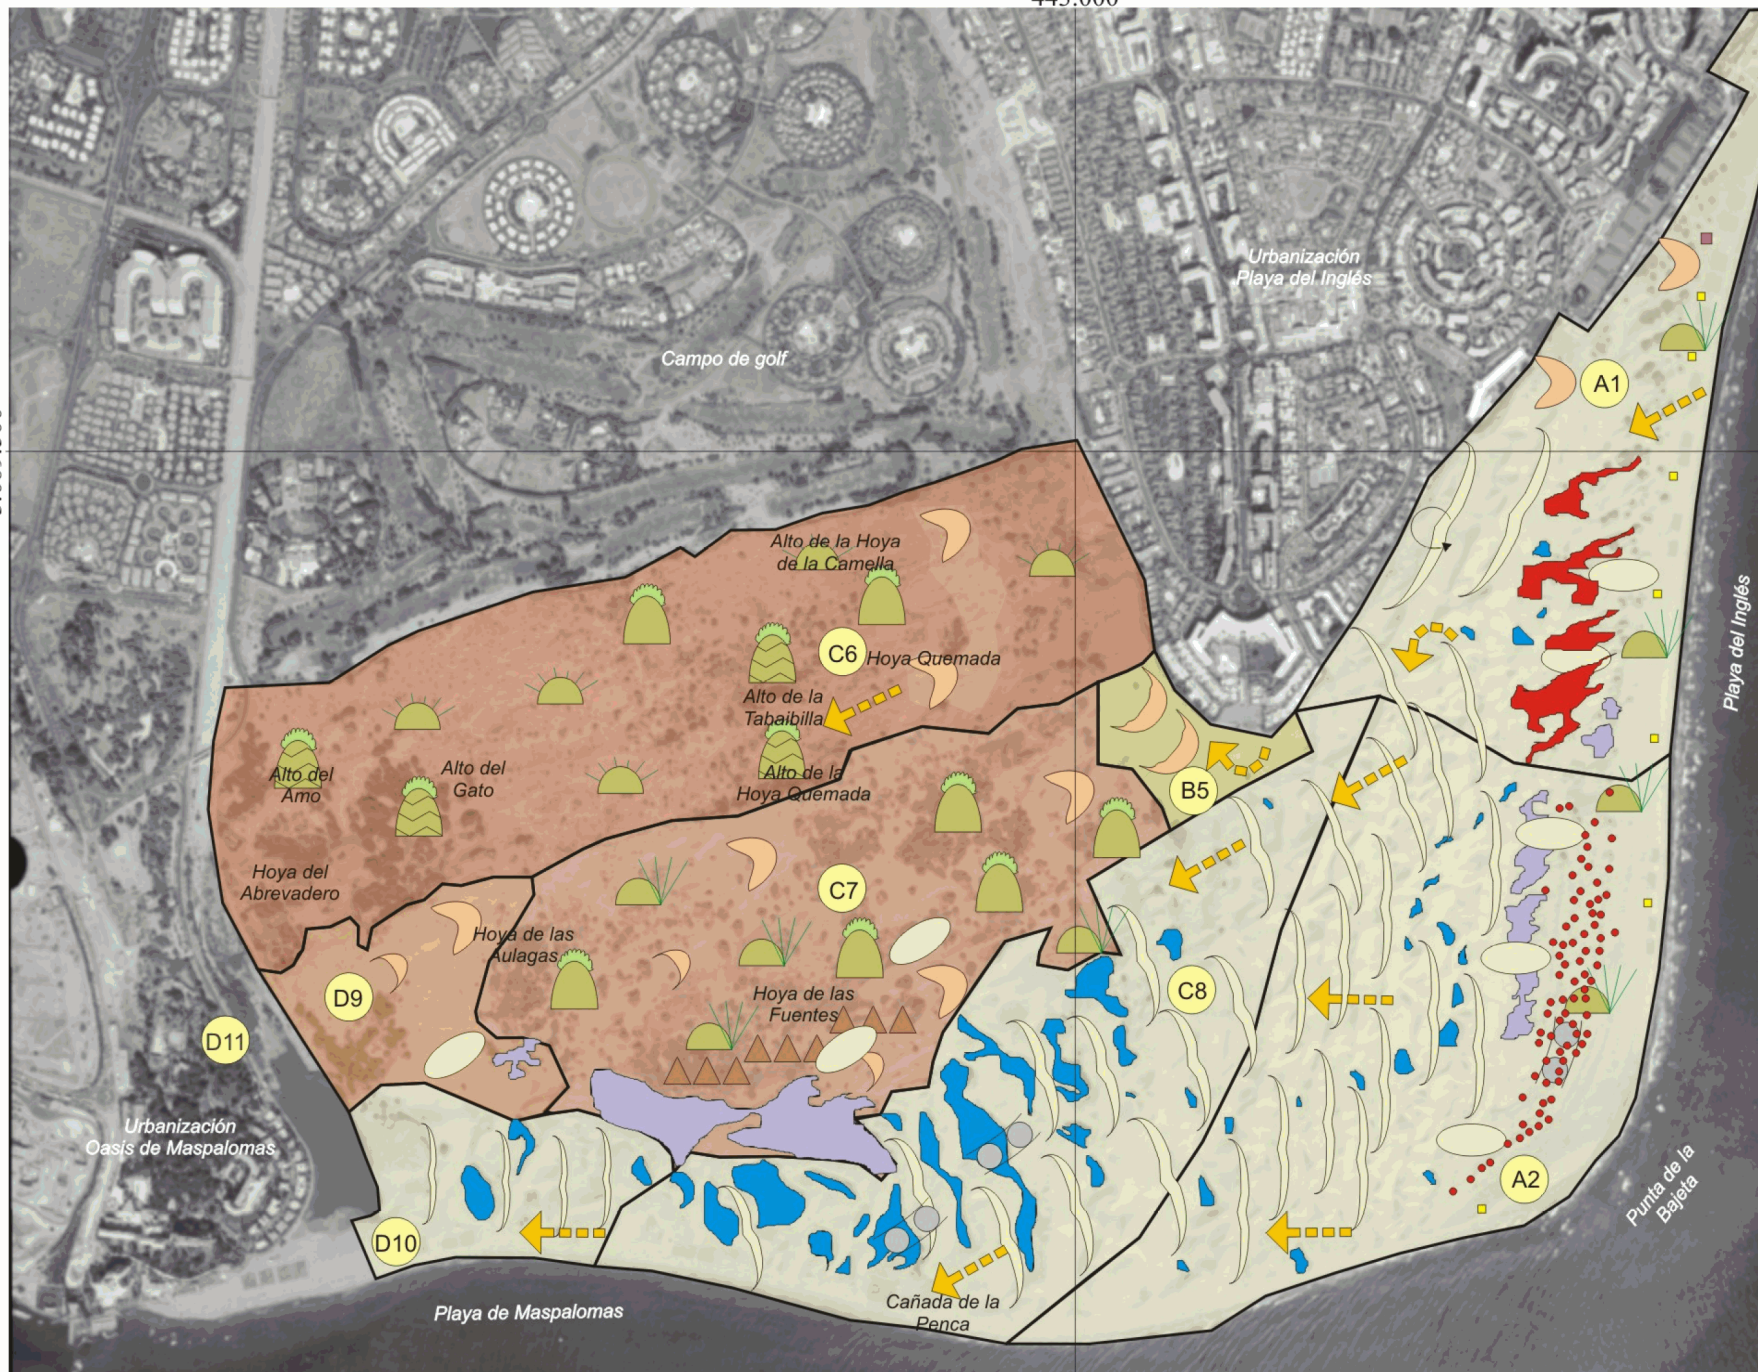 Urbanización
Playa del Inglés
Campo de golf
A1
Alto de la Hoya
de la Camella
Playa del Inglés
C6
Hoya Quemada
Alto de la
Tabaibilla
Alto del
Amo
Alto del
Gato
Alto de la
Hoya Quemada
B5
Hoya del
Abrevadero
C7
Hoya de las
Aulagas
D9
Hoya de las
Fuentes
C8
D11
Urbanización
Oasis de Maspalomas
A2
Punta de la
Bajeta
D10
Playa de Maspalomas
Cañada de la
Penca